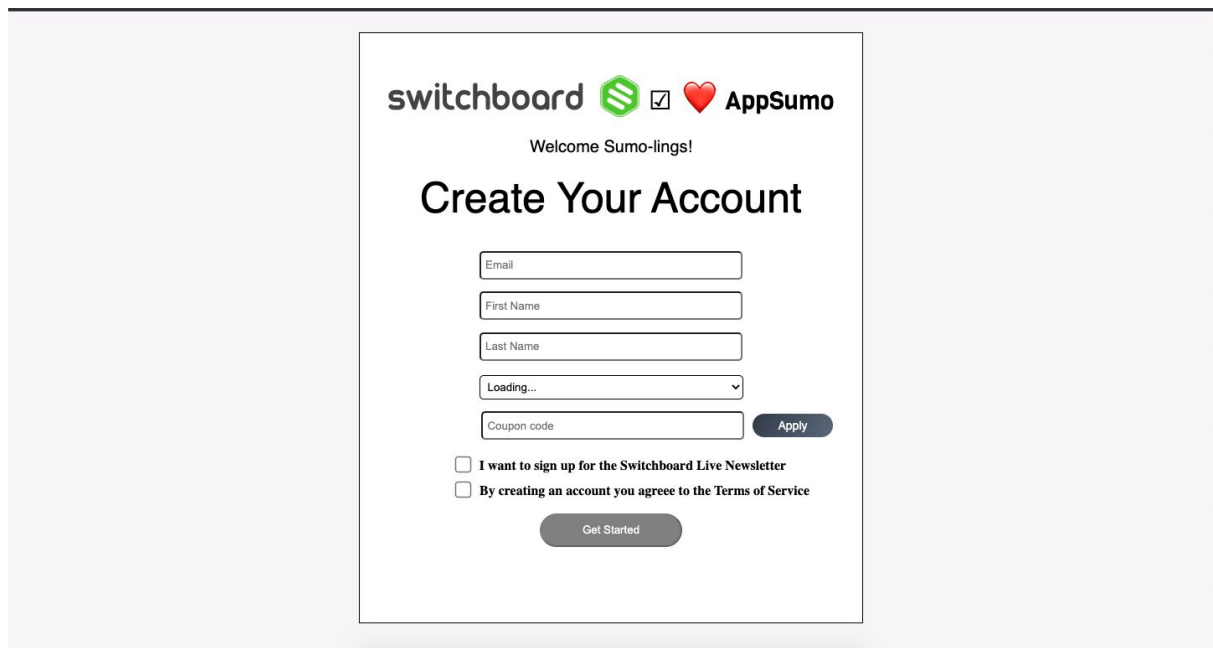 switchboard ☑ ❤️ AppSumo
Welcome Sumo-lings!
Create Your Account
Email
First Name
Last Name
Loading...
Coupon code Apply
I want to sign up for the Switchboard Live Newsletter
By creating an account you agreee to the Terms of Service
Get Started